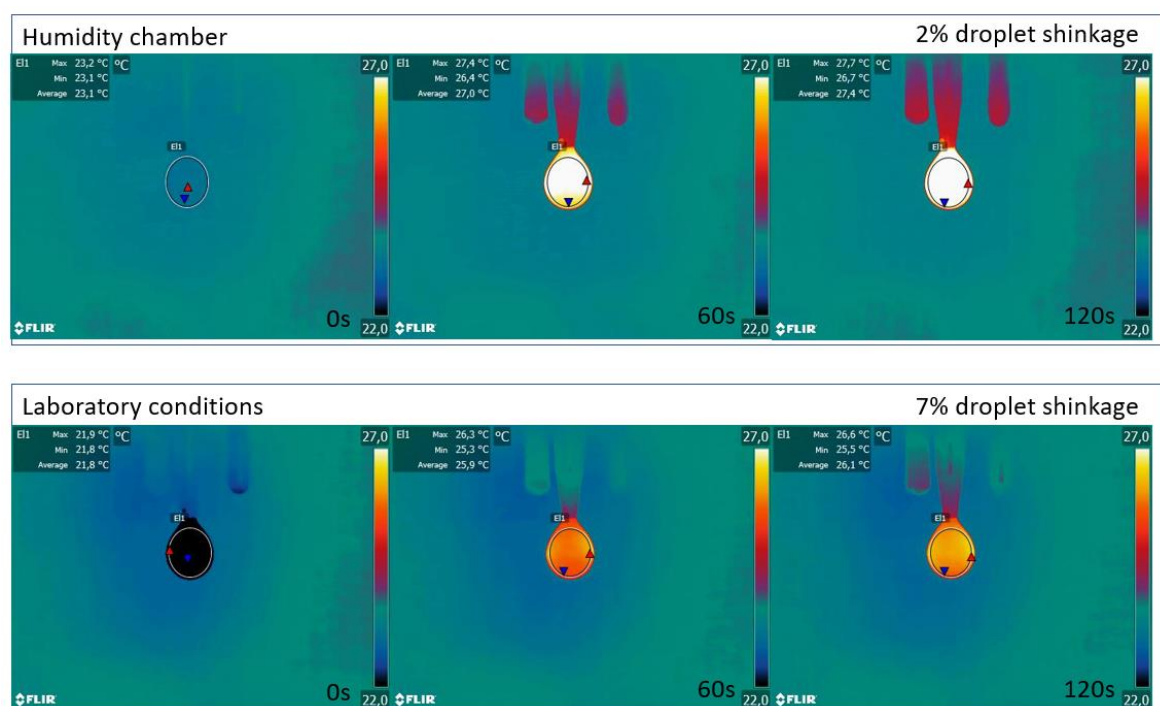 Humidity chamber
2% droplet shinkage
El1 Max 23,2 °C
Min 23,1 °C
Average 23,1 °C
°C
27,0
El1
0s
22,0
FLIR
El1 Max 27,4 °C
Min 26,4 °C
Average 27,0 °C
°C
27,0
El1
60s
22,0
FLIR
El1 Max 27,7 °C
Min 26,7 °C
Average 27,4 °C
°C
27,0
El1
120s
22,0
FLIR
Laboratory conditions
7% droplet shinkage
El1 Max 21,9 °C
Min 21,8 °C
Average 21,8 °C
°C
27,0
El1
0s
22,0
FLIR
El1 Max 26,3 °C
Min 25,3 °C
Average 25,9 °C
°C
27,0
El1
60s
22,0
FLIR
El1 Max 26,6 °C
Min 25,5 °C
Average 26,1 °C
°C
27,0
El1
120s
22,0
FLIR